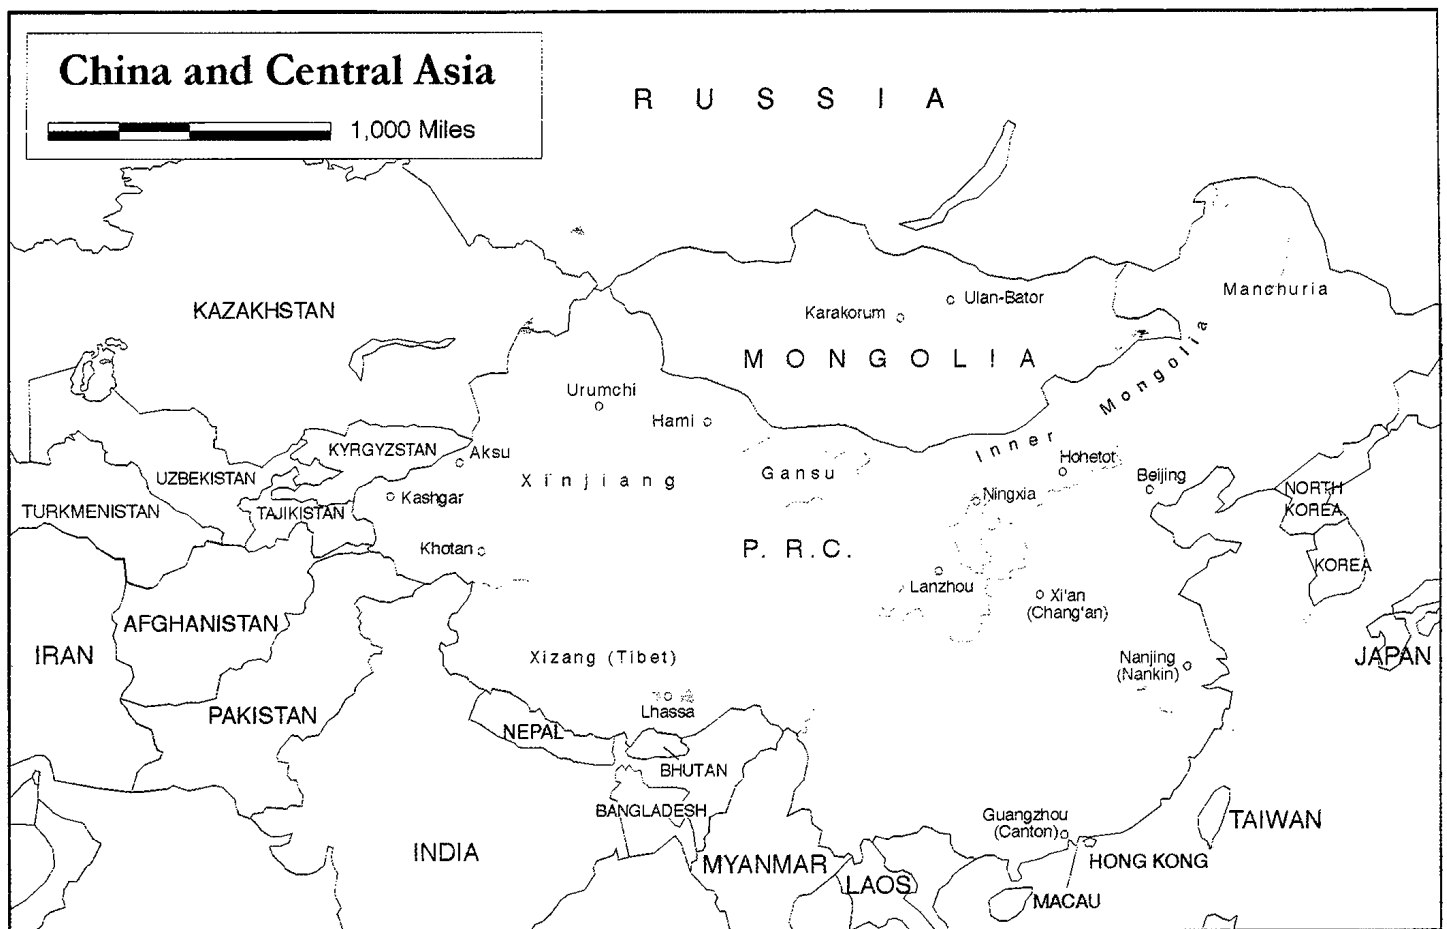 China and Central Asia
1,000 Miles
R U S S I A
KAZAKHSTAN
Manchuria
Ulan-Bator
Karakorum
M O N G O L I A
Inner Mongolia
Urumchi
Hami
KYRGYZSTAN
Aksu
Hohetot
UZBEKISTAN
Xinjiang
Gansu
Beijing
Kashgar
Ningxia
NORTH
KOREA
TURKMENISTAN
TAJIKISTAN
Khotan
P. R.C.
KOREA
Lanzhou
Xi'an
(Chang'an)
AFGHANISTAN
IRAN
Xizang (Tibet)
Nanjing
(Nankin)
JAPAN
Lhassa
PAKISTAN
NEPAL
BHUTAN
BANGLADESH
Guangzhou
(Canton)
TAIWAN
INDIA
MYANMAR
HONG KONG
LAOS
MACAU